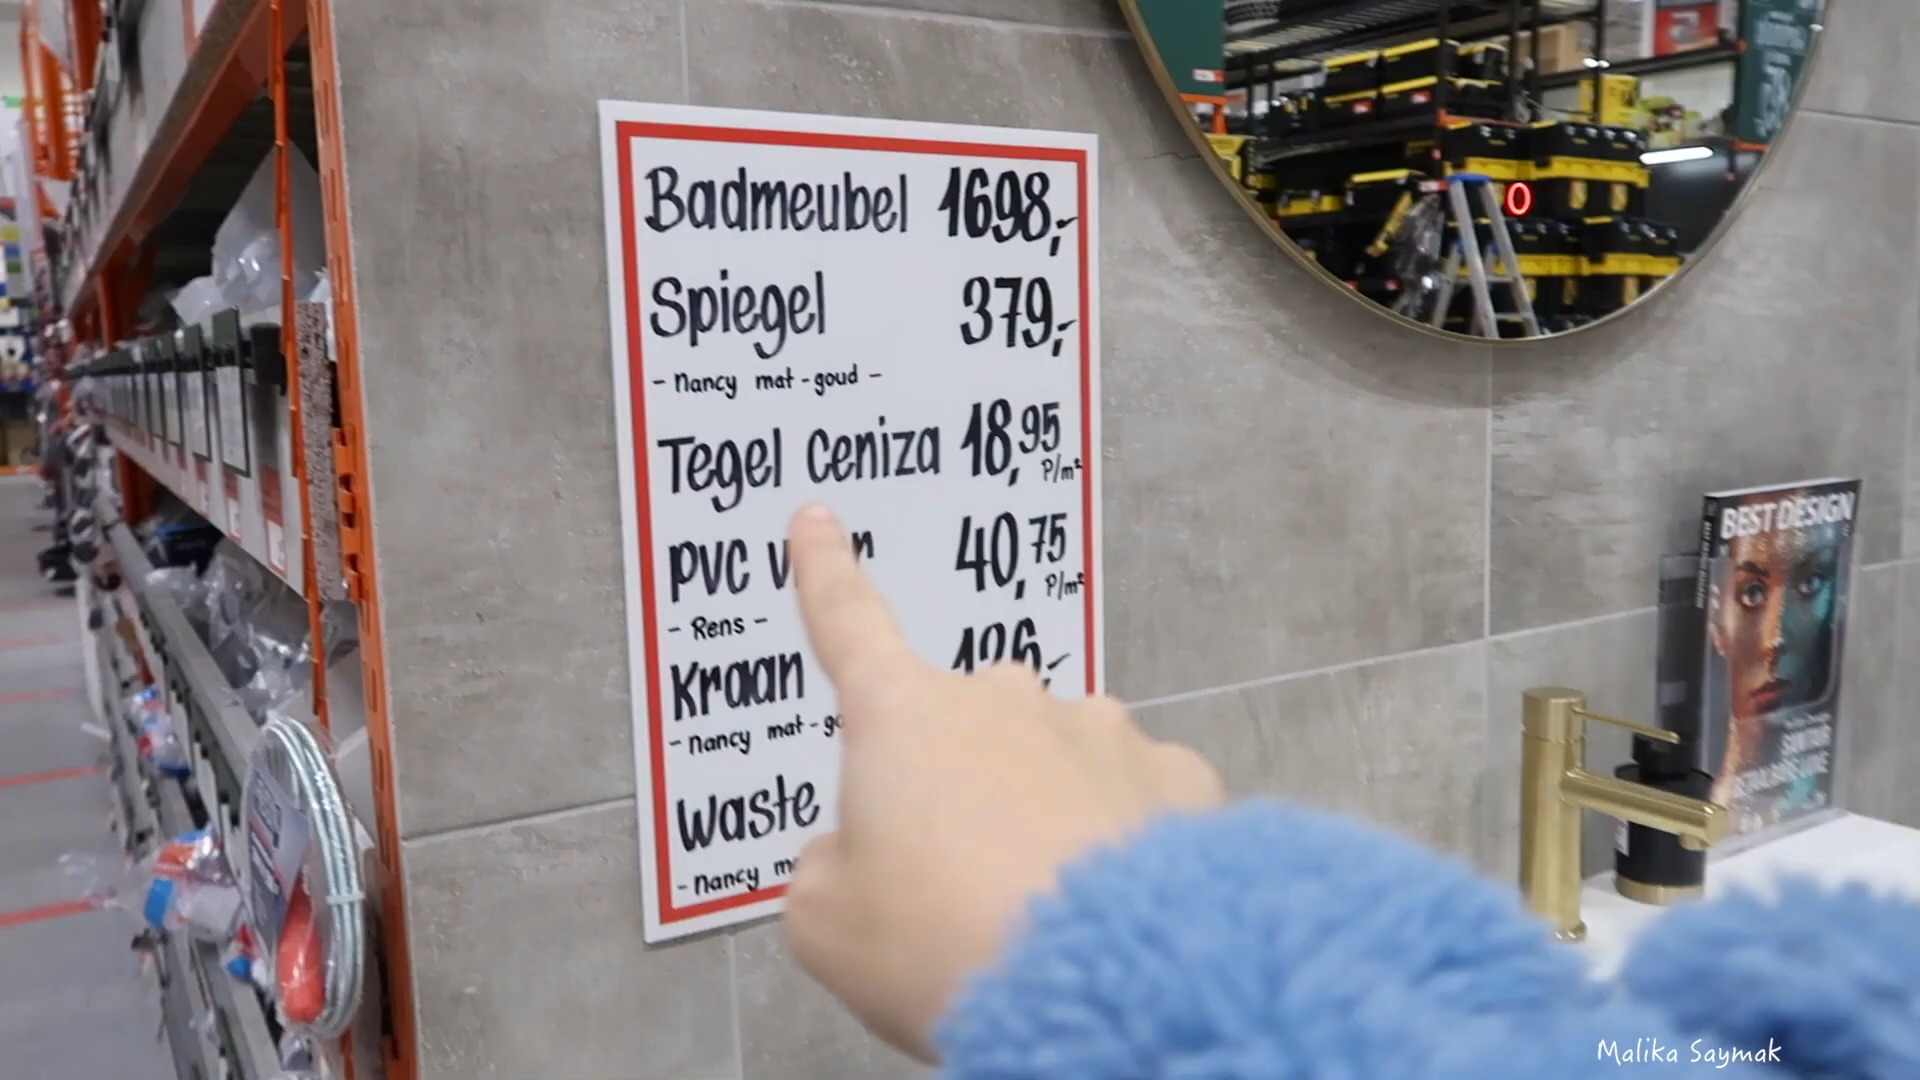 Badmeubel 1698,-
Spiegel 379,-
- Nancy mat-goud -
Tegel Ceniza 18,95 P/m²
PVC 40,75 P/m²
- Rens -
Kraan 126,-
- Nancy mat-
Waste
- Nancy
BEST DESIGN
Malika Saymak